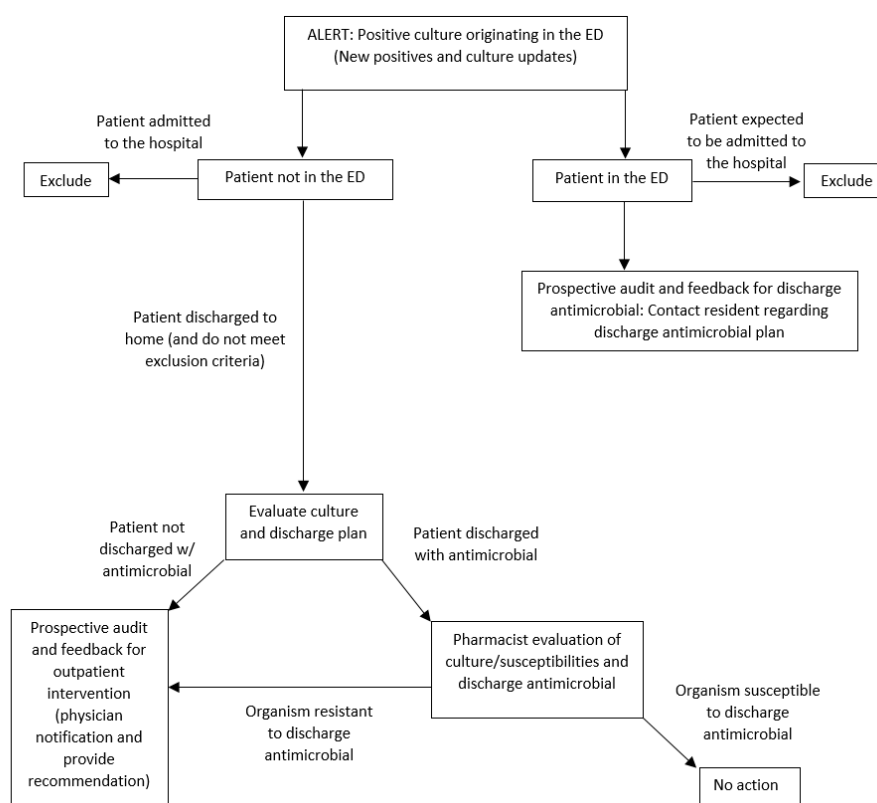 ALERT: Positive culture originating in the ED
(New positives and culture updates)
Patient admitted
to the hospital
Patient expected
to be admitted to
the hospital
Exclude
Patient not in the ED
Patient in the ED
Exclude
Prospective audit and feedback for discharge
antimicrobial: Contact resident regarding
discharge antimicrobial plan
Patient discharged to
home (and do not meet
exclusion criteria)
Evaluate culture
and discharge plan
Patient not
discharged w/
antimicrobial
Patient discharged
with antimicrobial
Prospective audit
and feedback for
outpatient
intervention
(physician
notification and
provide
recommendation)
Pharmacist evaluation of
culture/susceptibilities and
discharge antimicrobial
Organism resistant
to discharge
antimicrobial
Organism susceptible
to discharge
antimicrobial
No action